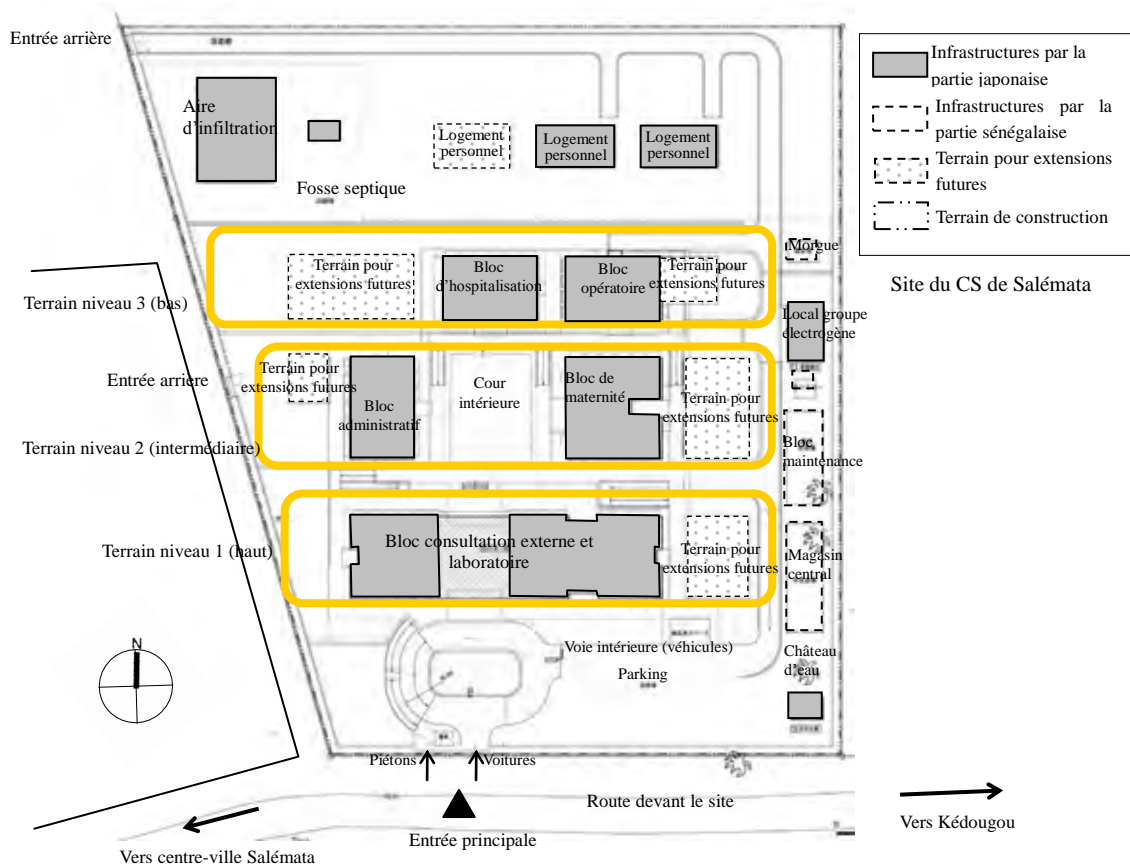 Entrée arrière
Aire
d'infiltration
Fosse septique
Logement
personnel
Logement
personnel
Logement
personnel
Infrastructures par la
partie japonaise
Infrastructures par la
partie sénégalaise
Terrain pour extensions
futures
Terrain de construction
Site du CS de Salémata
Morgue
Terrain niveau 3 (bas)
Terrain pour
extensions futures
Bloc
d'hospitalisation
Bloc
opératoire
Terrain pour
extensions futures
Local groupe
électrogène
Entrée arrière
Terrain niveau 2 (intermédiaire)
Terrain pour
extensions futures
Bloc
administratif
Cour
intérieure
Bloc de
maternité
Terrain pour
extensions futures
Bloc
maintenance
Terrain niveau 1 (haut)
Bloc consultation externe et
laboratoire
Terrain pour
extensions futures
Magasin
central
N
Voie intérieure (véhicules)
Parking
Château
d'eau
Piétons
Voitures
Route devant le site
Entrée principale
Vers centre-ville Salémata
Vers Kédougou